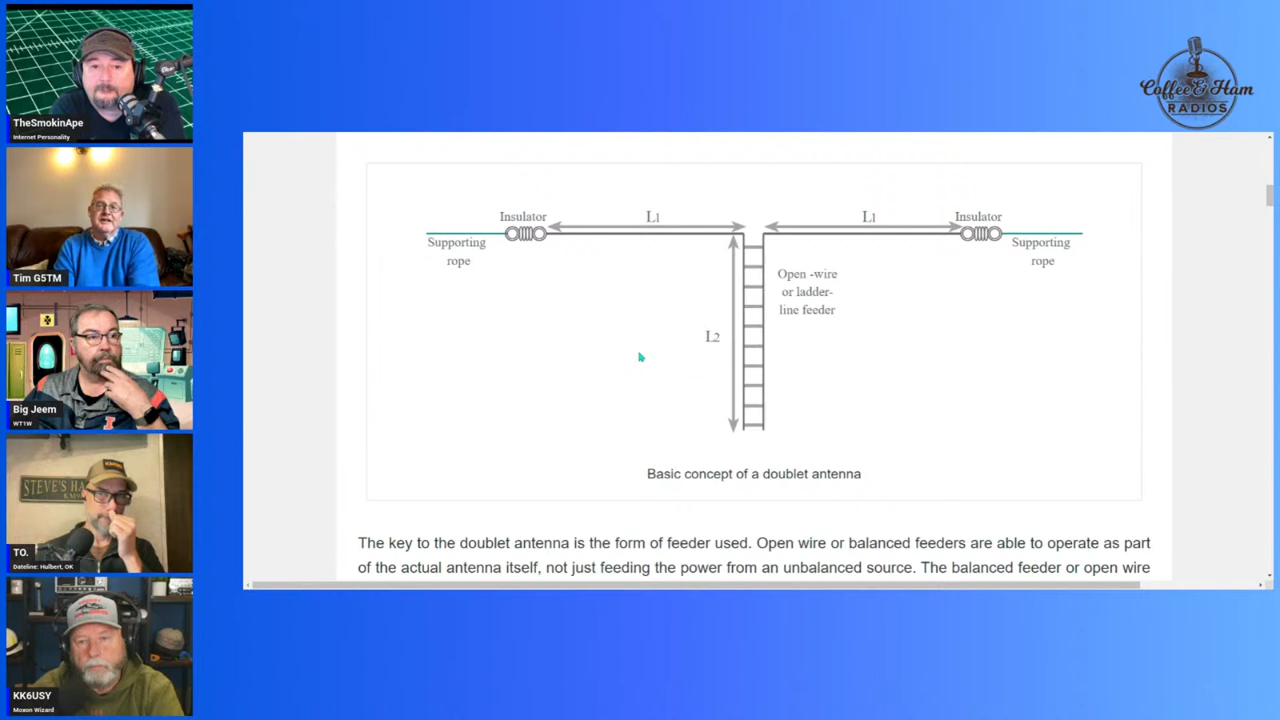 TheSmokinApe
Internet Personality
Tim G5TM
Big Jeem
WT1W
STEVE'S HA
TO.
Dateline: Hulbert, OK
KK6USY
Moxon Wizard
Coffee & Ham
RADIOS
Insulator
L1
L1
Insulator
Supporting
rope
Supporting
rope
Open -wire
or ladder-
line feeder
L2
Basic concept of a doublet antenna
The key to the doublet antenna is the form of feeder used. Open wire or balanced feeders are able to operate as part
of the actual antenna itself, not just feeding the power from an unbalanced source. The balanced feeder or open wire